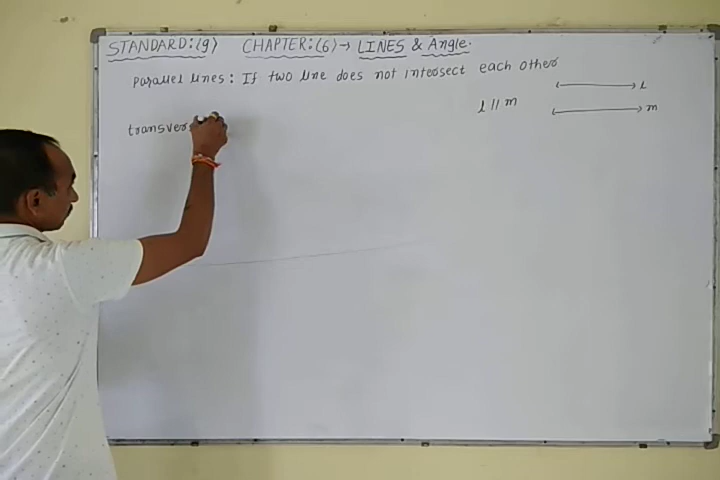 STANDARD:(9) CHAPTER:(6)→ LINES & Angle.
Parallel lines: If two line does not intersect each other
l
l // m
m
transvers